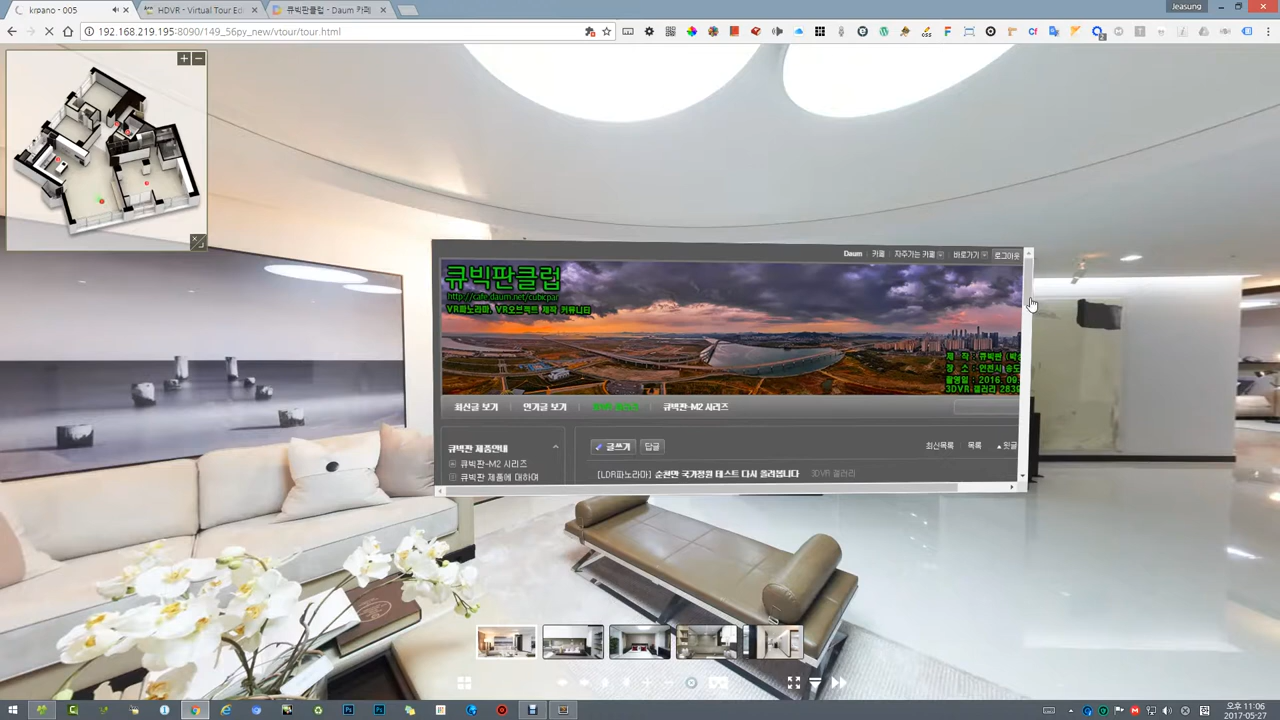 krpano - 005
HDVR - Virtual Tour Edi
큐빅판클럽 - Daum 카페
Jeasung
192.168.219.195:8090/149_56py_new/vtour/tour.html
Daum 카페 자주가는 카페 바로가기 로그아웃
큐빅판클럽
http://cafe.daum.net/cubicpan
VR파노라마, VR오브젝트 제작 커뮤니티
제 작 : 큐빅판
장 소 : 인천시 송도
촬영일 : 2016. 09.
3DVR 갤러리 2839
최신글 보기 인기글 보기 큐빅판-M2 시리즈
큐빅판 제품안내
글쓰기 답글
최신목록 목록 ▲윗글
큐빅판-M2 시리즈
큐빅판 제품에 대하여
[LDR파노라마] 순천만 국가정원 테스트 다시 올려봅니다 3DVR 갤러리
오후 11:06
2017-05-27